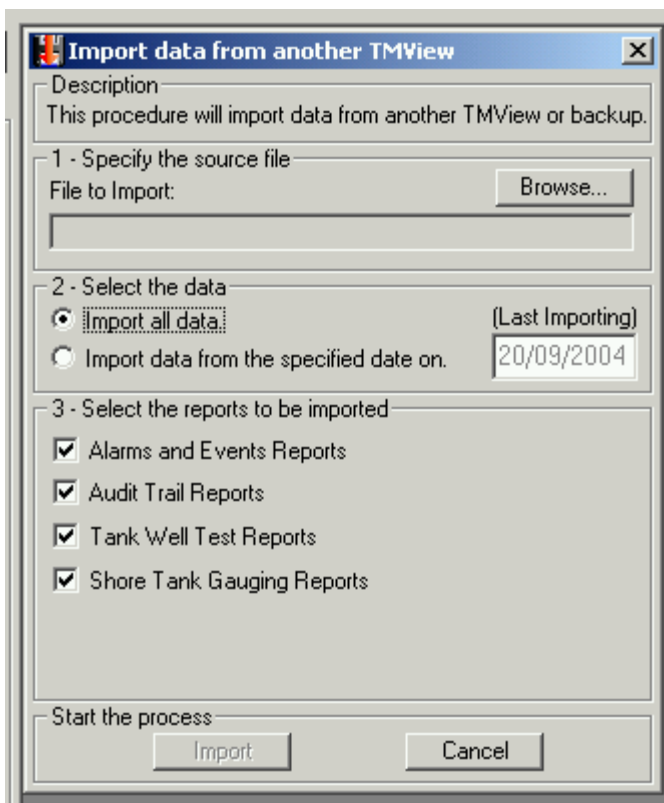 Import data from another TMView
Description
This procedure will import data from another TMView or backup.
1 - Specify the source file
File to Import:
Browse...
2 - Select the data
Import all data.
(Last Importing)
Import data from the specified date on.
20/09/2004
3 - Select the reports to be imported
Alarms and Events Reports
Audit Trail Reports
Tank Well Test Reports
Shore Tank Gauging Reports
Start the process
Import
Cancel